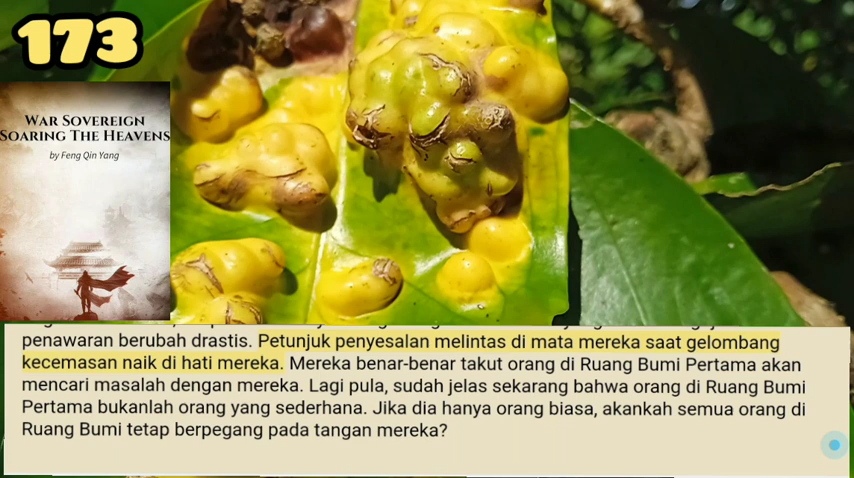 173
WAR SOVEREIGN
SOARING THE HEAVENS
by Feng Qin Yang
penawaran berubah drastis. Petunjuk penyesalan melintas di mata mereka saat gelombang
kecemasan naik di hati mereka. Mereka benar-benar takut orang di Ruang Bumi Pertama akan
mencari masalah dengan mereka. Lagi pula, sudah jelas sekarang bahwa orang di Ruang Bumi
Pertama bukanlah orang yang sederhana. Jika dia hanya orang biasa, akankah semua orang di
Ruang Bumi tetap berpegang pada tangan mereka?